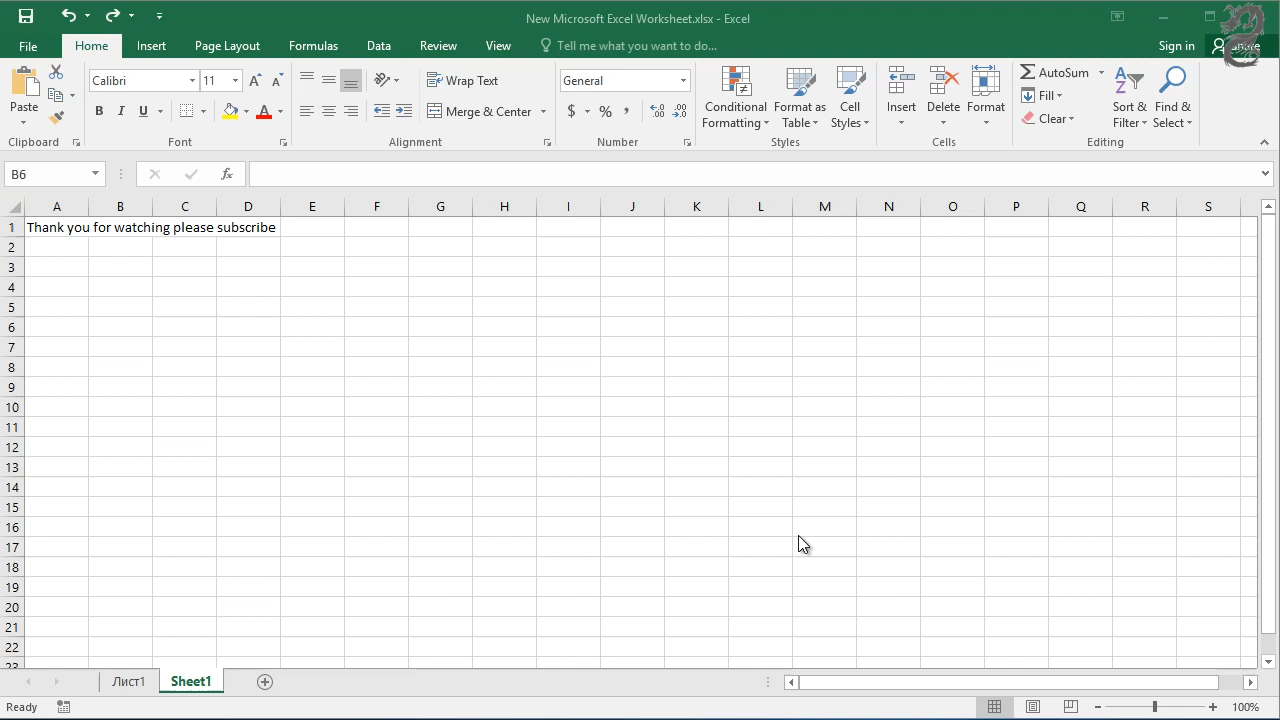 New Microsoft Excel Worksheet.xlsx - Excel
File Home Insert Page Layout Formulas Data Review View Tell me what you want to do... Sign in Share
Paste
Clipboard
Calibri 11
B I U A
Font
Wrap Text
Merge & Center
Alignment
General
$ % ,
Number
Conditional Formatting
Format as Table
Cell Styles
Styles
Insert Delete Format
Cells
AutoSum
Fill
Clear
Sort & Filter
Find & Select
Editing
B6 fx
A B C D E F G H I J K L M N O P Q R S
1 Thank you for watching please subscribe
2
3
4
5
6
7
8
9
10
11
12
13
14
15
16
17
18
19
20
21
22
23
Лист1 Sheet1
Ready 100%